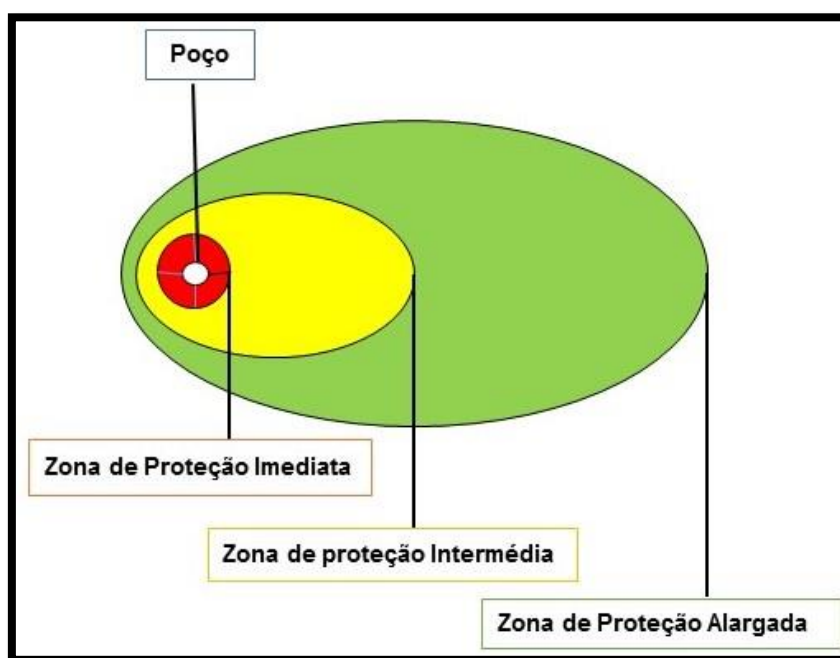 Poço
Zona de Proteção Imediata
Zona de proteção Intermédia
Zona de Proteção Alargada